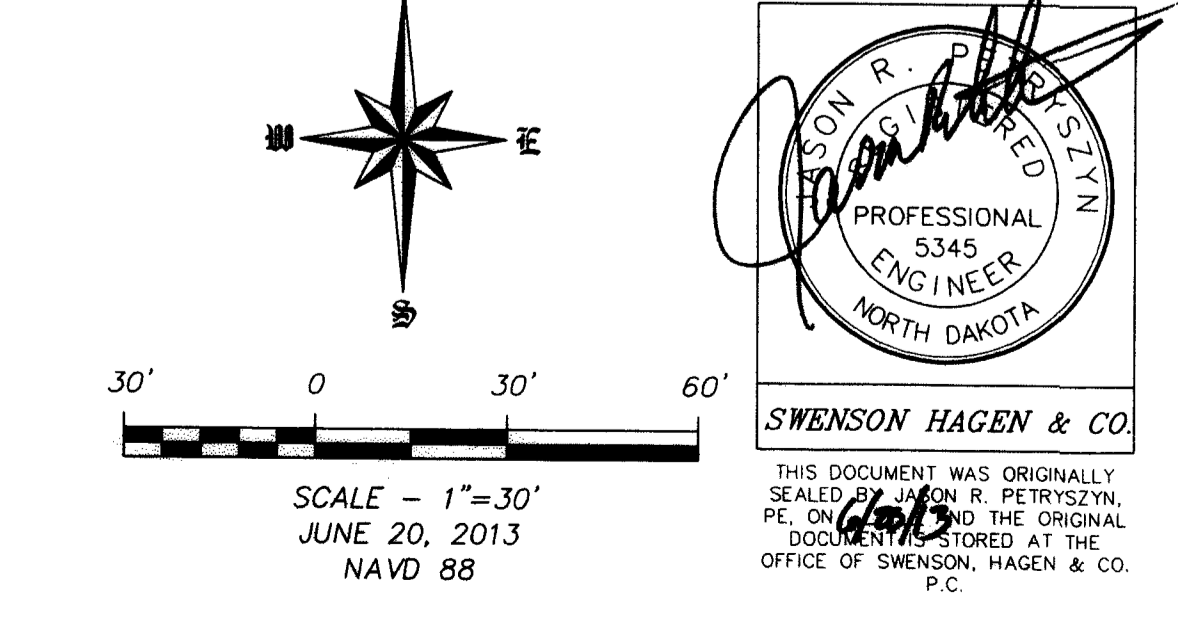 W E
S
30' 0 30' 60'
SCALE - 1"=30'
JUNE 20, 2013
NAVD 88
JASON R. P RYSZYN
PROFESSIONAL
5345
ENGINEER
NORTH DAKOTA
SWENSON HAGEN & CO.
THIS DOCUMENT WAS ORIGINALLY
SEALED BY JASON R. PETRYSZYN,
PE, ON 6/20/13 AND THE ORIGINAL
DOCUMENT IS STORED AT THE
OFFICE OF SWENSON, HAGEN & CO.
P.C.